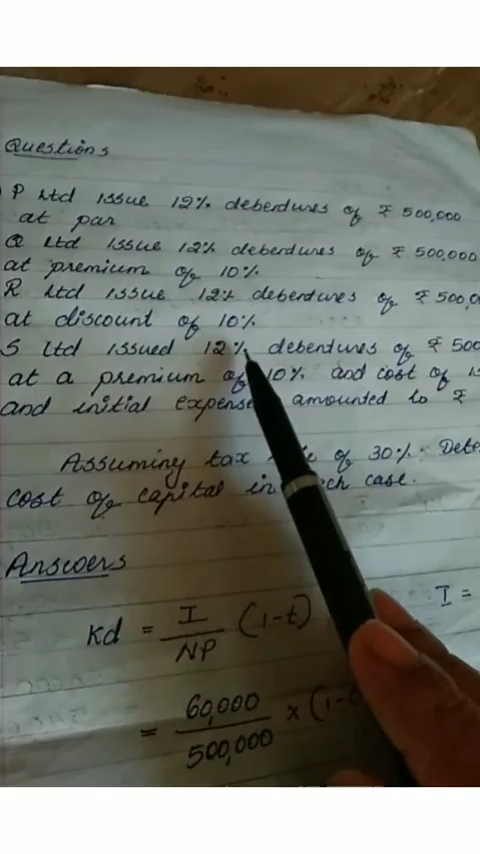 Questions
P Ltd issue 12% debentures of ₹ 500,000
at par
Q Ltd issue 12% debentures of ₹ 500,000
at premium of 10%
R Ltd issue 12% debentures of ₹ 500,0
at discount of 10%
S Ltd issued 12% debentures of ₹ 500
at a premium of 10% and cost of
and initial expense amounted to ₹
Assuming tax of 30%. Dete
cost of capital in case.
Answers
I =
Kd = I / NP (1-t)
= 60,000 / 500,000 x (1-